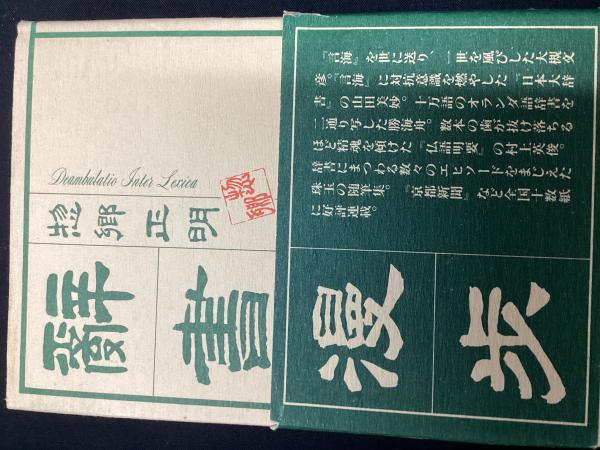 Deambulatio Inter Lexica
惣郷正明
辭書
漫歩
『言海』を世に送り、一世を風びした大槻文
彦。『言海』に対抗意識を燃やした『日本大辞
書』の山田美妙。十万語のオランダ語辞書を
二通り写した勝海舟。数本の歯が抜け落ちる
ほど精魂を傾けた『仏語明要』の村上英俊。
辞書にまつわる数々のエピソードをまじえた
珠玉の随筆集。『京都新聞』など全国十数紙
に好評連載。